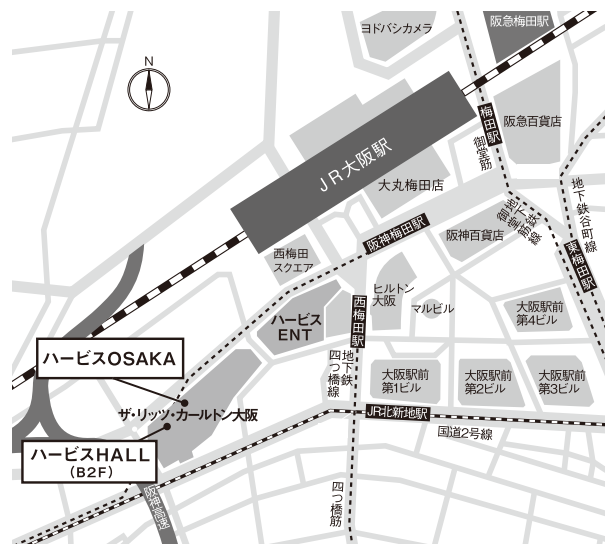 ヨドバシカメラ
阪急梅田駅
N
梅田駅
阪急百貨店
御堂筋
JR大阪駅
大丸梅田店
地下鉄谷町線
地下鉄
御堂筋線
阪神梅田駅
阪神百貨店
東梅田駅
西梅田
スクエア
ヒルトン
大阪
マルビル
西梅田駅
ハービス
ENT
大阪駅前
第4ビル
ハービスOSAKA
地下鉄
四つ橋線
大阪駅前
第1ビル
大阪駅前
第2ビル
大阪駅前
第3ビル
ザ・リッツ・カールトン大阪
JR北新地駅
国道2号線
ハービスHALL
(B2F)
阪神高速
四つ橋筋